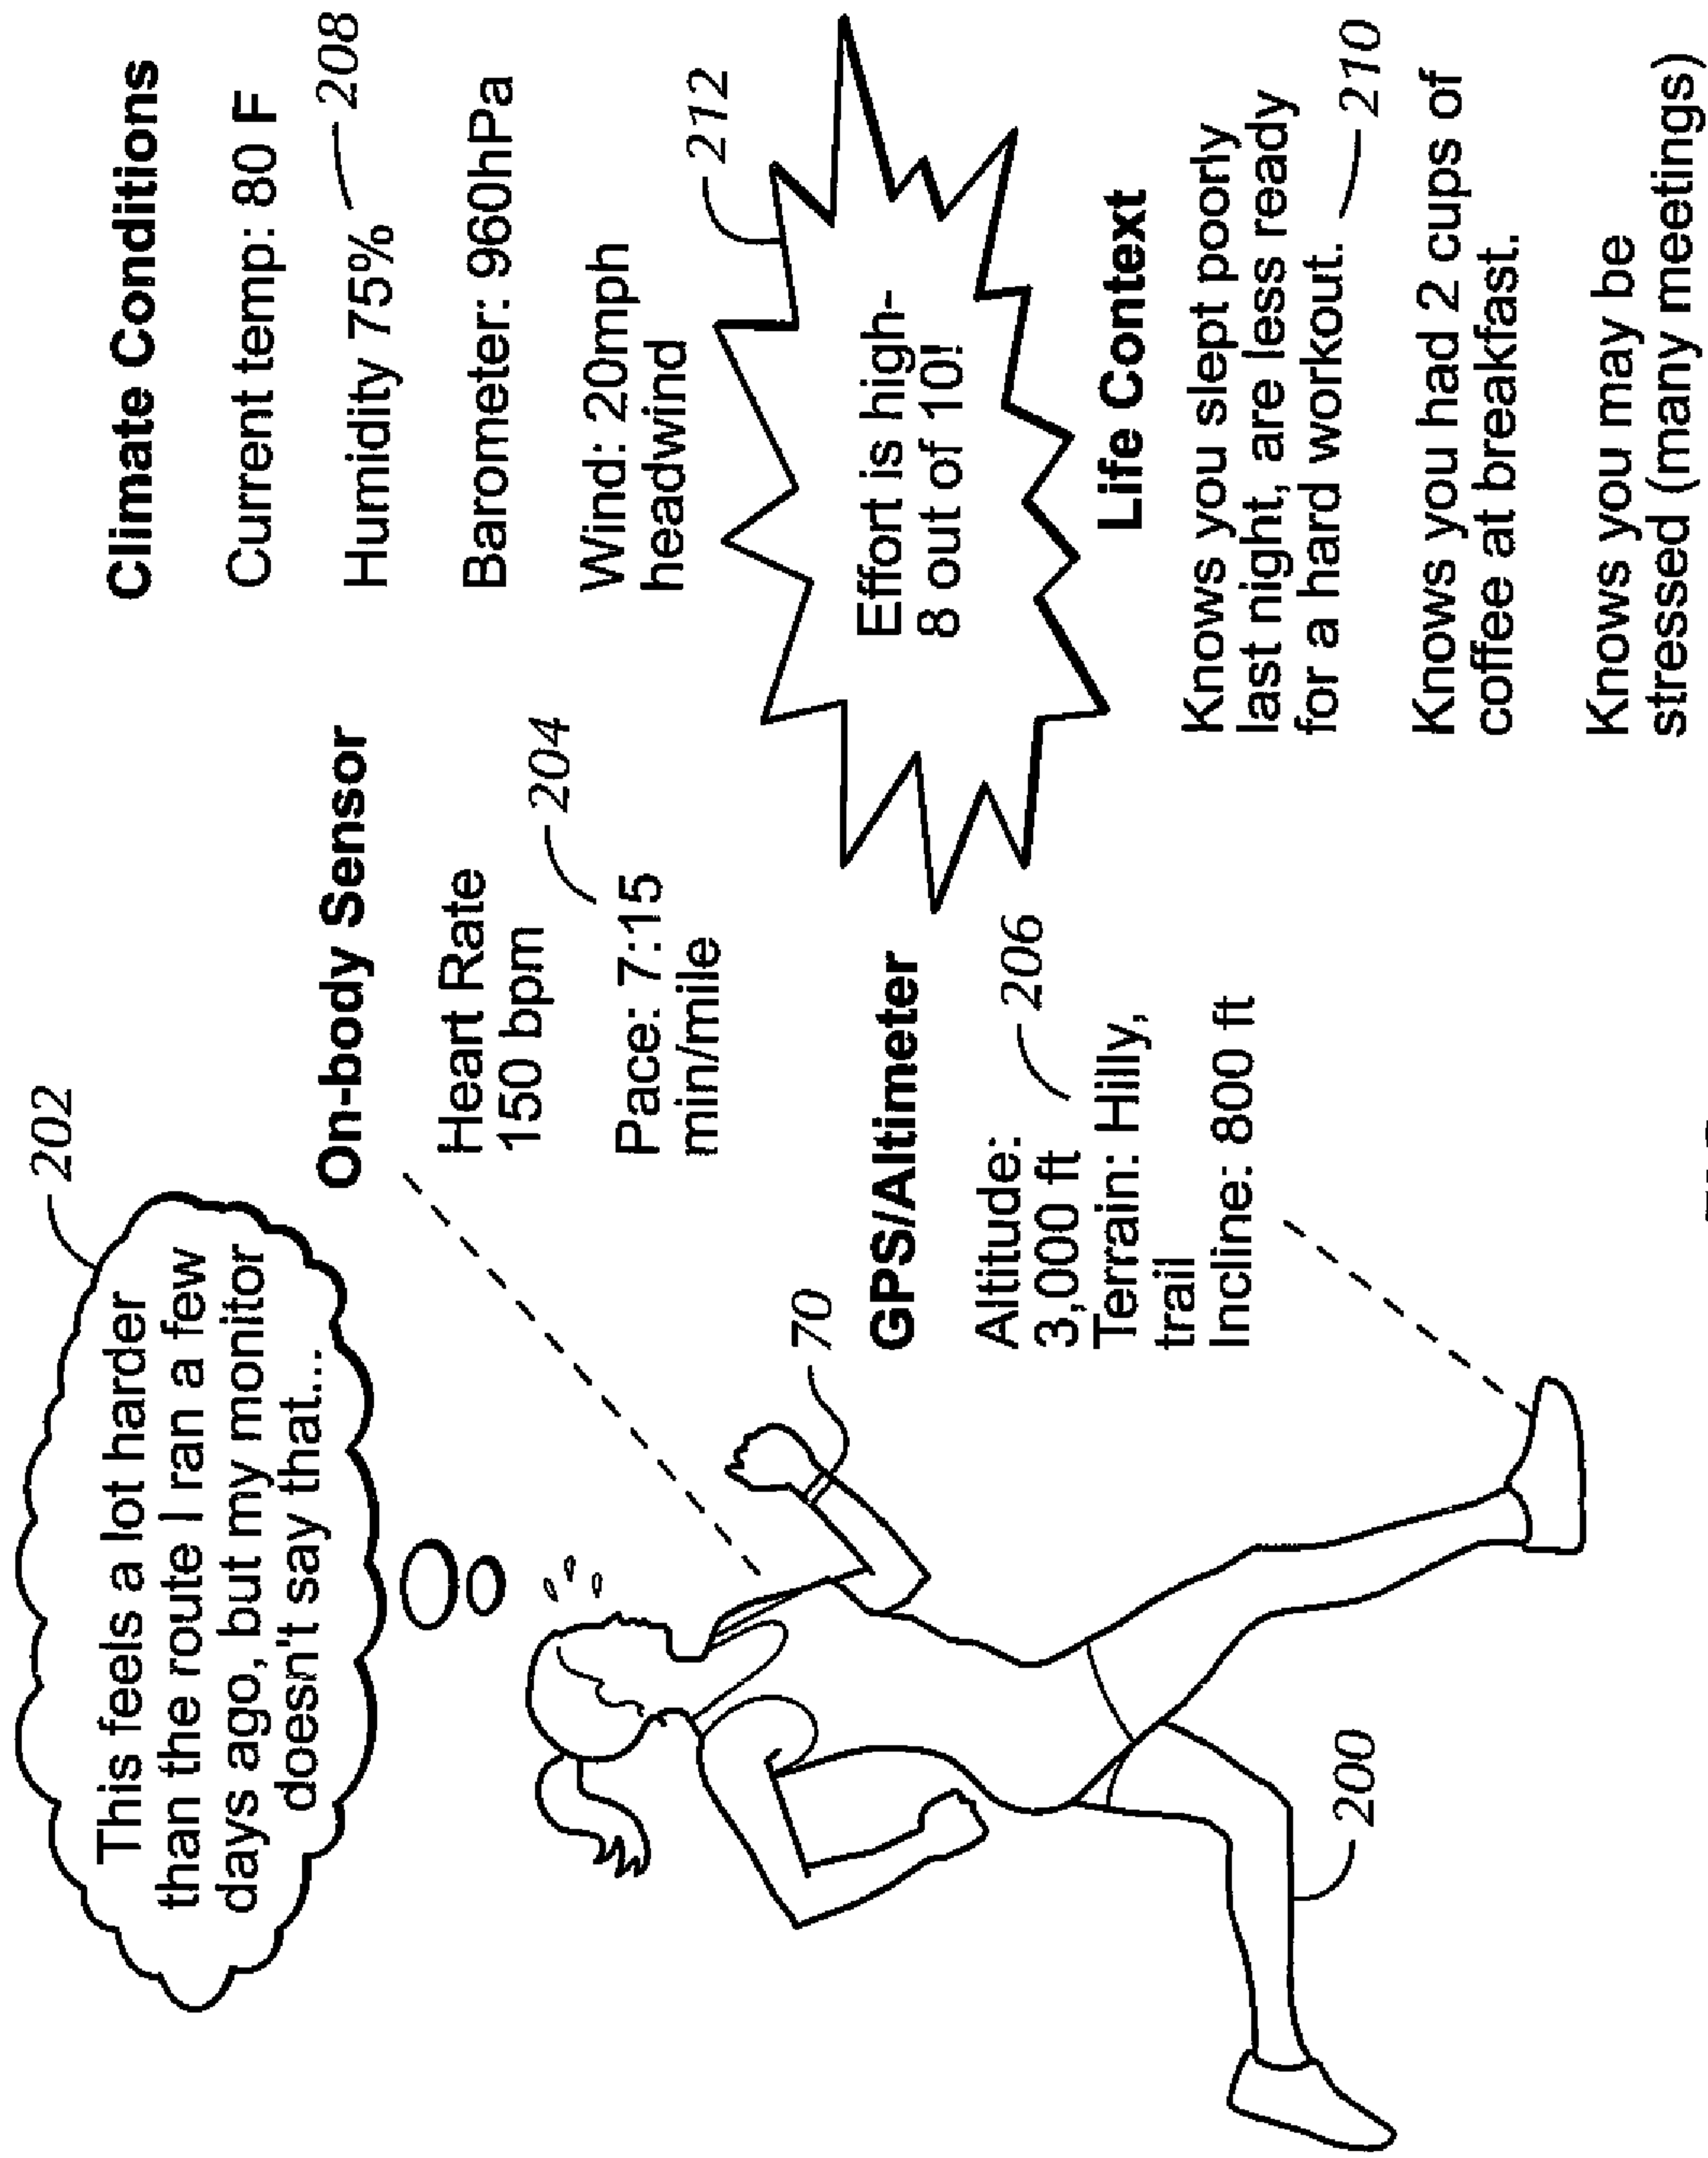 202
This feels a lot harder
than the route I ran a few
days ago, but my monitor
doesn't say that...
On-body Sensor
Heart Rate
150 bpm
204
Pace: 7:15
min/mile
Climate Conditions
Current temp: 80 F
208
Humidity 75%
Barometer: 960hPa
Wind: 20mph
headwind
212
Effort is high-
8 out of 10!
70
GPS/Altimeter
206
Altitude:
3,000 ft
Terrain: Hilly,
trail
Incline: 800 ft
Life Context
Knows you slept poorly
last night, are less ready
for a hard workout.
210
Knows you had 2 cups of
coffee at breakfast.
Knows you may be
stressed (many meetings)
200